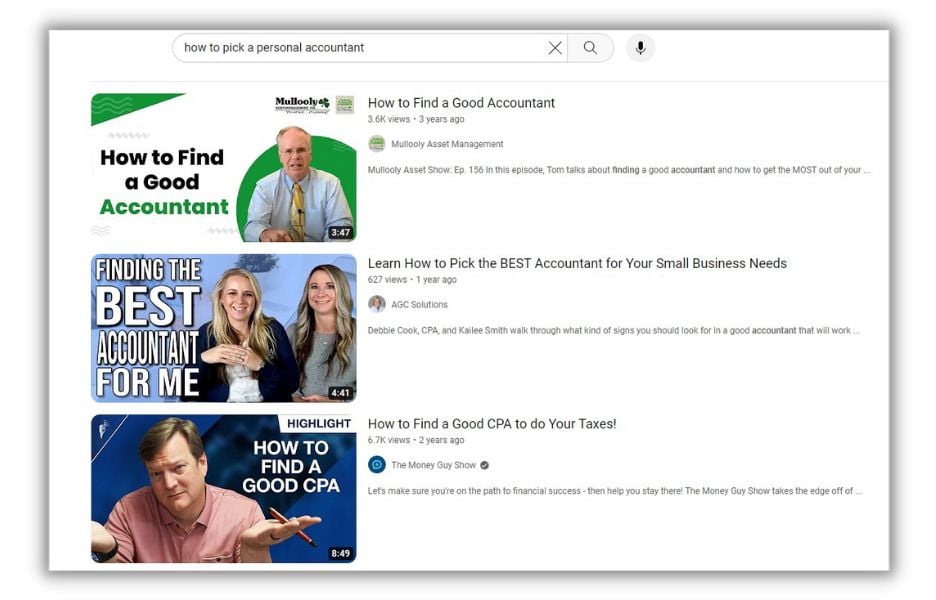 how to pick a personal accountant
Mullooly
How to Find
a Good
Accountant
3:47
How to Find a Good Accountant
3.6K views • 3 years ago
Mullooly Asset Management
Mullooly Asset Show: Ep. 156 In this episode, Tom talks about finding a good accountant and how to get the MOST out of your ...
FINDING THE
BEST
ACCOUNTANT
FOR ME
4:41
Learn How to Pick the BEST Accountant for Your Small Business Needs
627 views • 1 year ago
AGC Solutions
Debbie Cook, CPA, and Kailee Smith walk through what kind of signs you should look for in a good accountant that will work ...
HIGHLIGHT
HOW TO
FIND A
GOOD CPA
8:49
How to Find a Good CPA to do Your Taxes!
6.7K views • 2 years ago
The Money Guy Show
Let's make sure you're on the path to financial success - then help you stay there! The Money Guy Show takes the edge off of ...